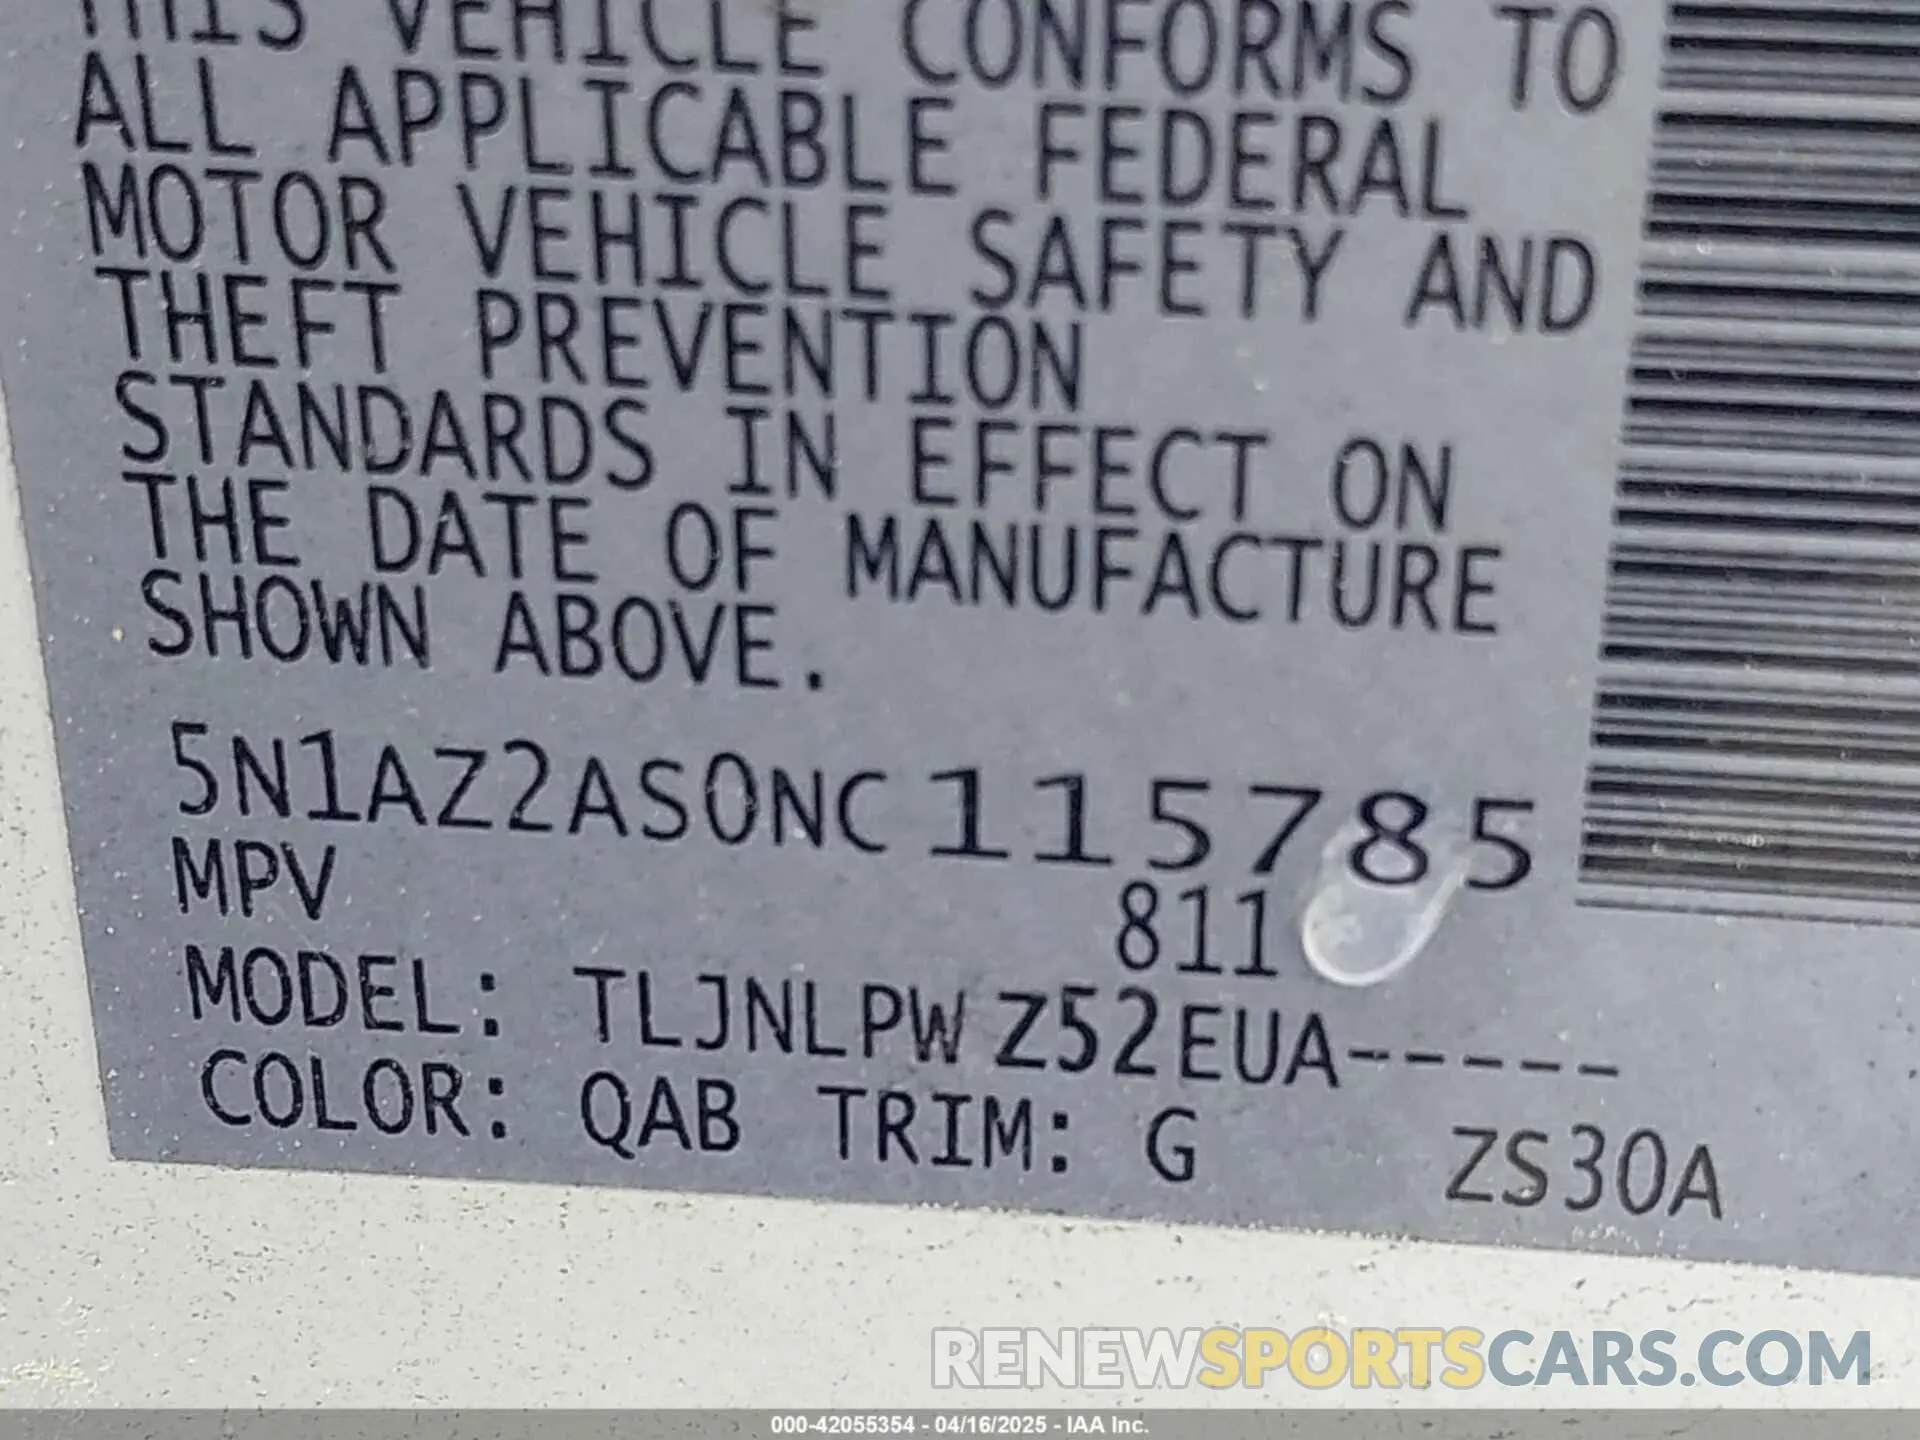 THIS VEHICLE CONFORMS TO
ALL APPLICABLE FEDERAL
MOTOR VEHICLE SAFETY AND
THEFT PREVENTION
STANDARDS IN EFFECT ON
THE DATE OF MANUFACTURE
SHOWN ABOVE.
5N1AZ2AS0NC115785
MPV 811
MODEL: TLJNLPW Z52EUA-----
COLOR: QAB TRIM: G ZS30A
RENEWSPORTSCARS.COM
000-42055354 - 04/16/2025 - IAA Inc.